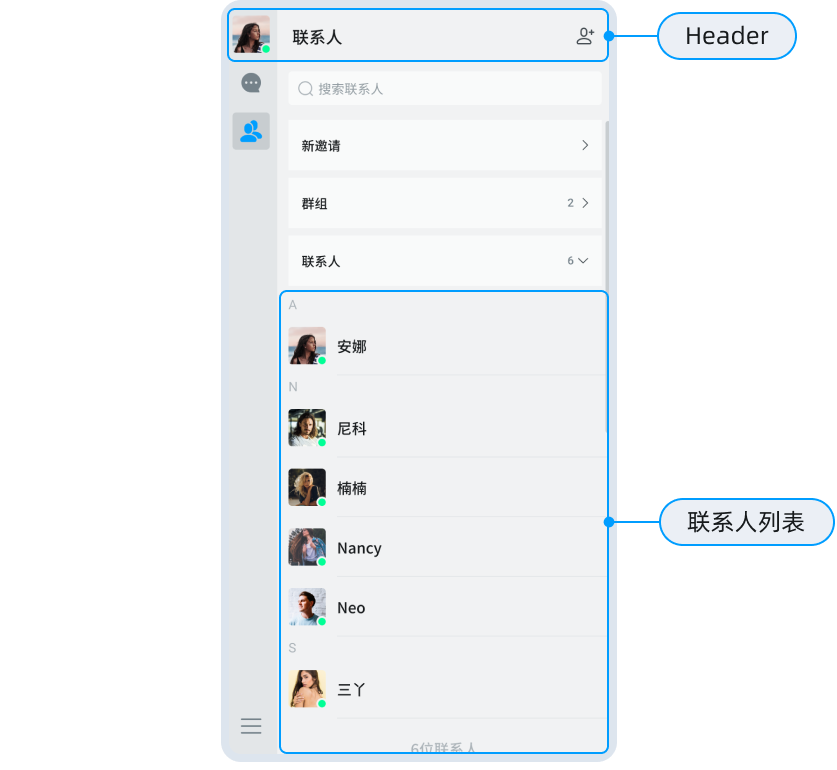 联系人
Header
搜索联系人
新邀请
群组 2
联系人 6
A
安娜
N
尼科
楠楠
联系人列表
Nancy
Neo
S
三丫
6位联系人